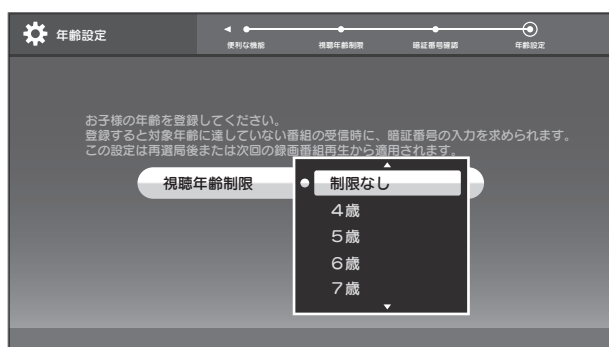 年齢設定
便利な機能
視聴年齢制限
暗証番号確認
年齢設定
お子様の年齢を登録してください。
登録すると対象年齢に達していない番組の受信時に、暗証番号の入力を求められます。
この設定は再選局後または次回の録画番組再生から適用されます。
視聴年齢制限
制限なし
4歳
5歳
6歳
7歳